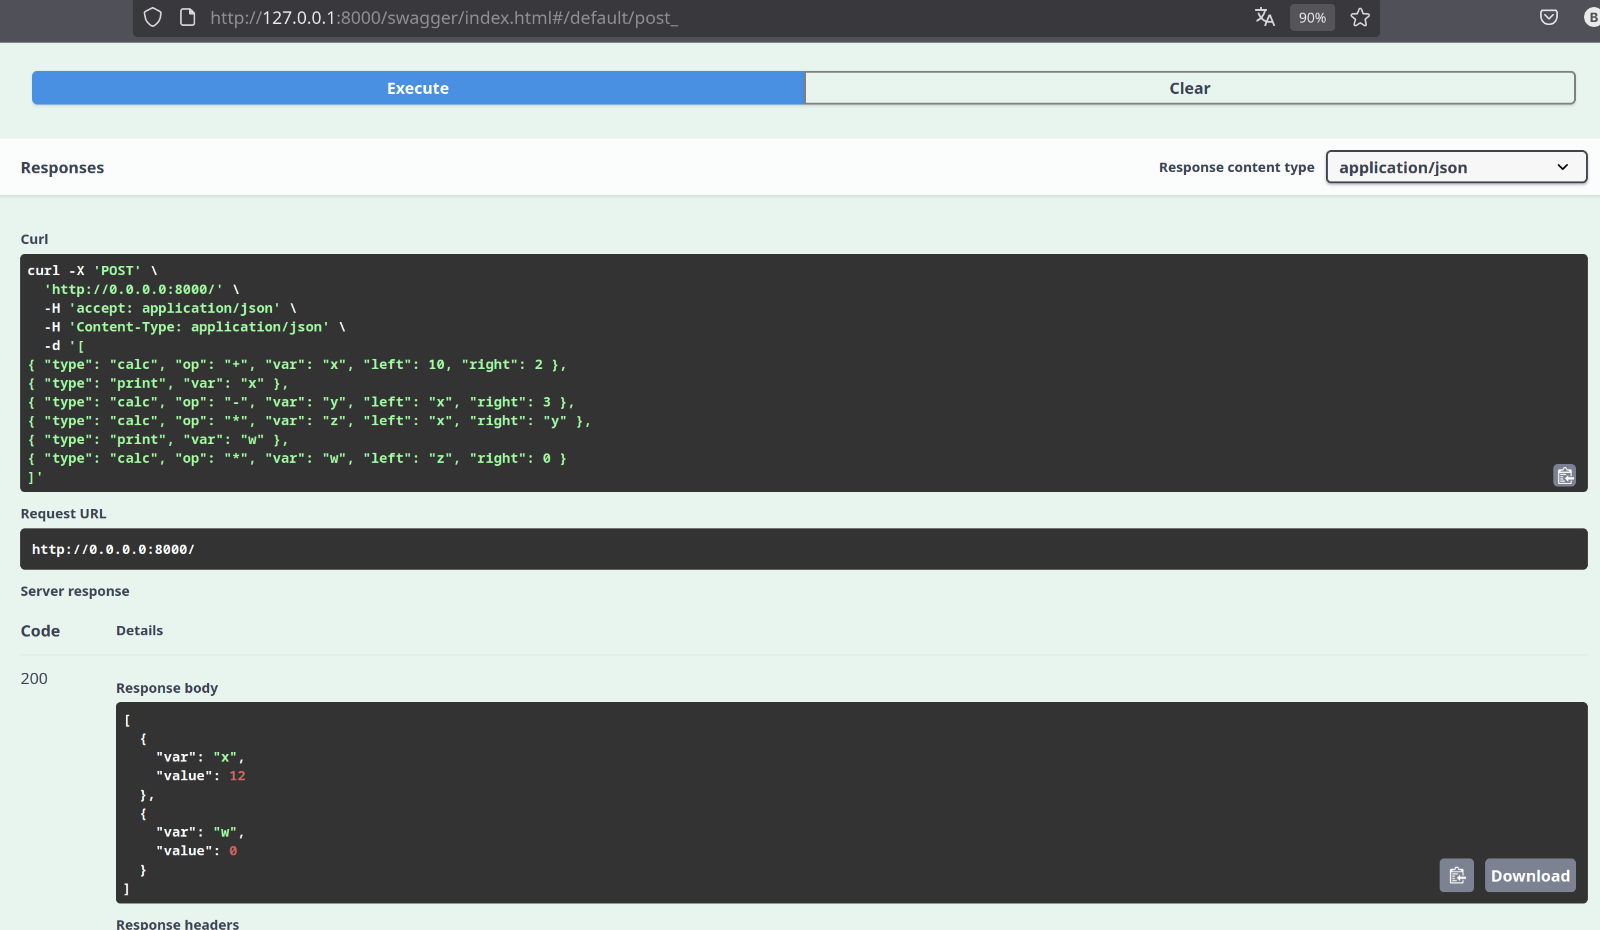 http://127.0.0.1:8000/swagger/index.html#/default/post_
90%
B
Execute
Clear
Responses
Response content type
application/json
Curl
curl -X 'POST' \
  'http://0.0.0.0:8000/' \
  -H 'accept: application/json' \
  -H 'Content-Type: application/json' \
  -d '[
{ "type": "calc", "op": "+", "var": "x", "left": 10, "right": 2 },
{ "type": "print", "var": "x" },
{ "type": "calc", "op": "-", "var": "y", "left": "x", "right": 3 },
{ "type": "calc", "op": "*", "var": "z", "left": "x", "right": "y" },
{ "type": "print", "var": "w" },
{ "type": "calc", "op": "*", "var": "w", "left": "z", "right": 0 }
]'
Request URL
http://0.0.0.0:8000/
Server response
Code
Details
200
Response body
[
  {
    "var": "x",
    "value": 12
  },
  {
    "var": "w",
    "value": 0
  }
]
Download
Response headers